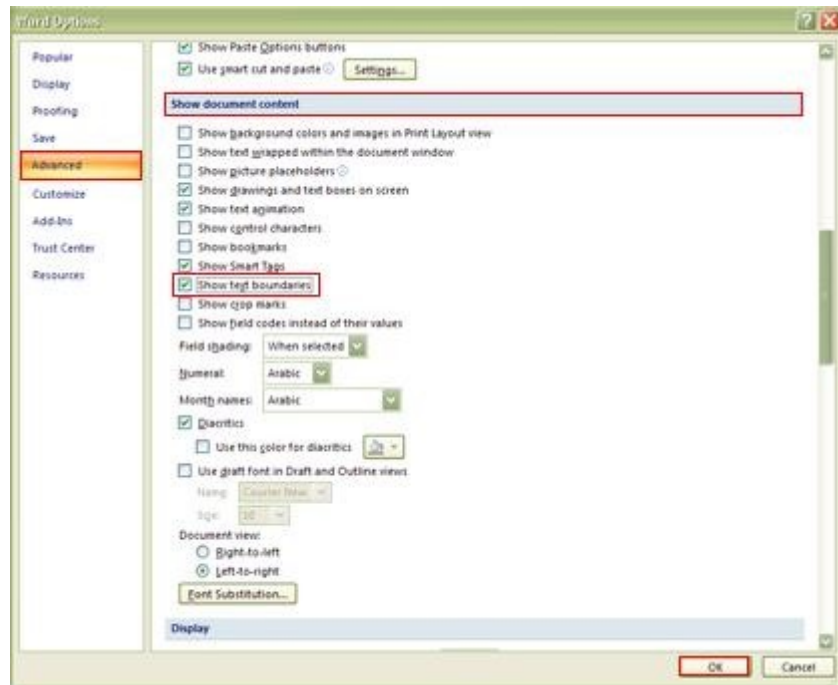 Word Options
Popular
Display
Proofing
Save
Advanced
Customize
Add-Ins
Trust Center
Resources
Show Paste Options buttons
Use smart cut and paste
Settings...
Show document content
Show background colors and images in Print Layout view
Show text wrapped within the document window
Show picture placeholders
Show drawings and text boxes on screen
Show text animation
Show control characters
Show bookmarks
Show Smart Tags
Show text boundaries
Show crop marks
Show field codes instead of their values
Field shading: When selected
Numeral: Arabic
Month names: Arabic
Diacritics
Use this color for diacritics
Use draft font in Draft and Outline views
Name: Courier New
Size: 10
Document view:
Right-to-left
Left-to-right
Font Substitution...
Display
OK Cancel